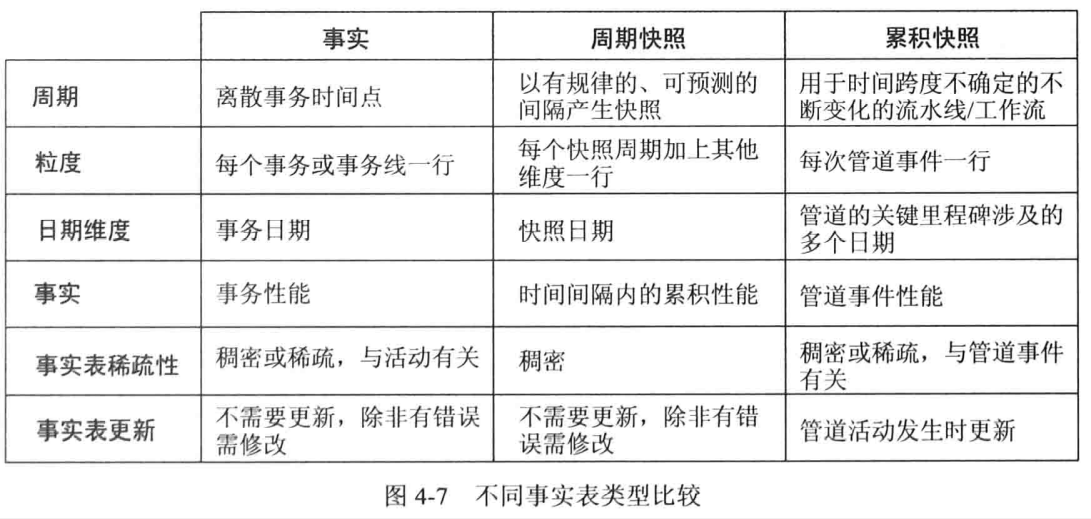 事实 周期快照 累积快照
周期 离散事务时间点 以有规律的、可预测的
间隔产生快照 用于时间跨度不确定的不
断变化的流水线/工作流
粒度 每个事务或事务线一行 每个快照周期加上其他
维度一行 每次管道事件一行
日期维度 事务日期 快照日期 管道的关键里程碑涉及的
多个日期
事实 事务性能 时间间隔内的累积性能 管道事件性能
事实表稀疏性 稠密或稀疏，与活动有关 稠密 稠密或稀疏，与管道事件
有关
事实表更新 不需要更新，除非有错误
需修改 不需要更新，除非有错
误需修改 管道活动发生时更新
图 4-7 不同事实表类型比较